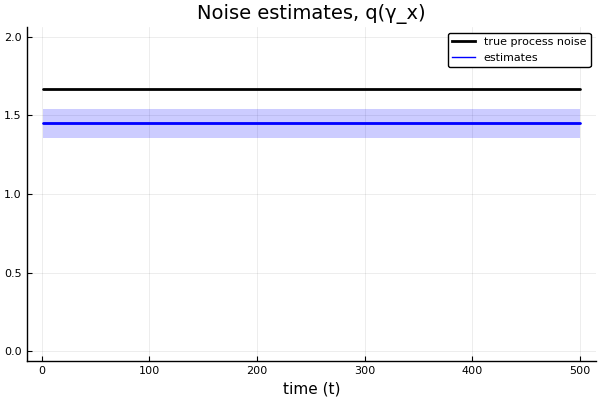 Noise estimates, q(γ_x)
true process noise
estimates
2.0
1.5
1.0
0.5
0.0
0 100 200 300 400 500
time (t)